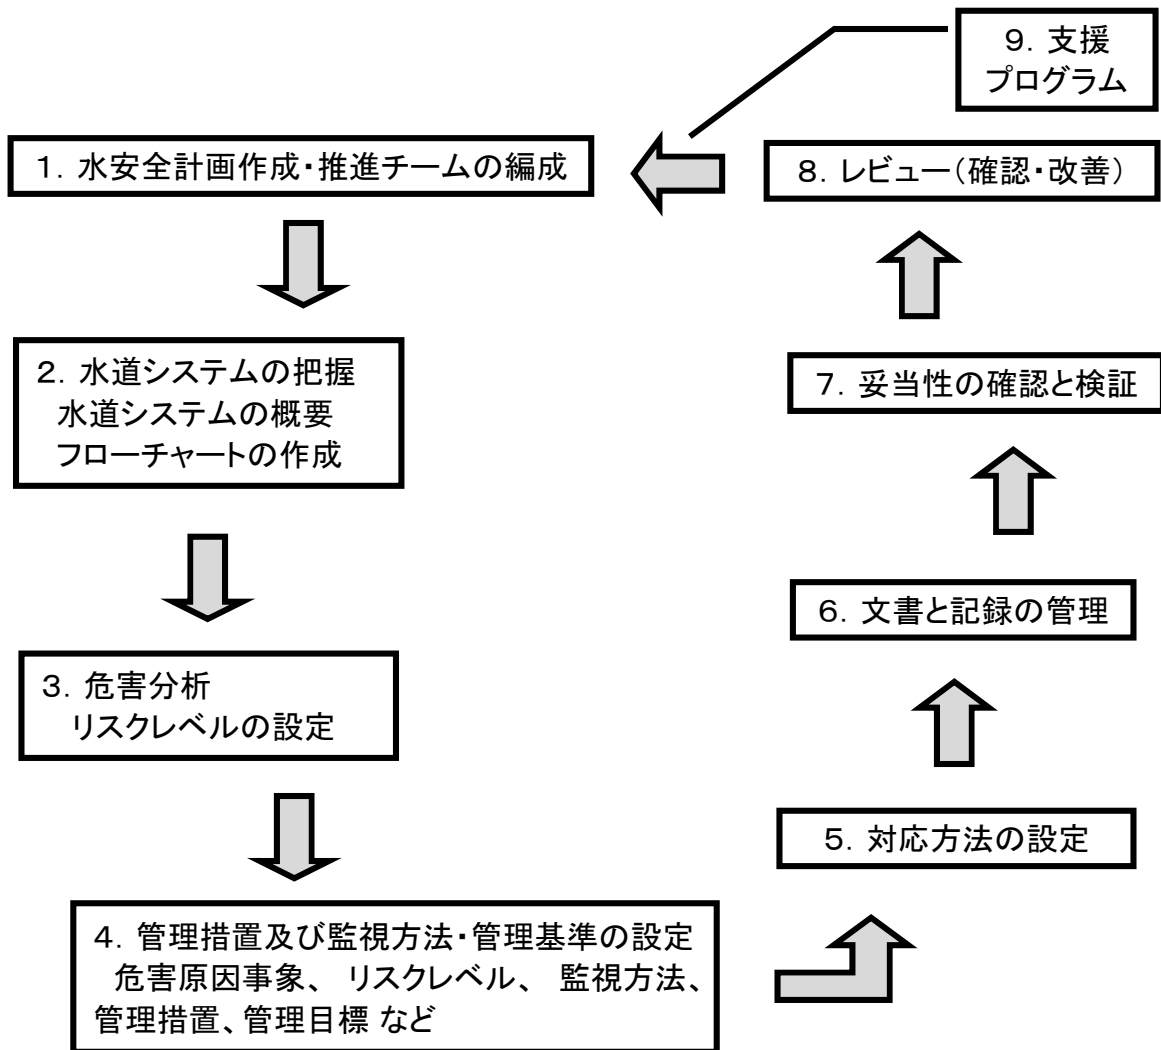 9．支援
プログラム
1．水安全計画作成・推進チームの編成
8．レビュー（確認・改善）
2．水道システムの把握
水道システムの概要
フローチャートの作成
7．妥当性の確認と検証
6．文書と記録の管理
3．危害分析
リスクレベルの設定
5．対応方法の設定
4．管理措置及び監視方法・管理基準の設定
危害原因事象、 リスクレベル、 監視方法、
管理措置、管理目標 など